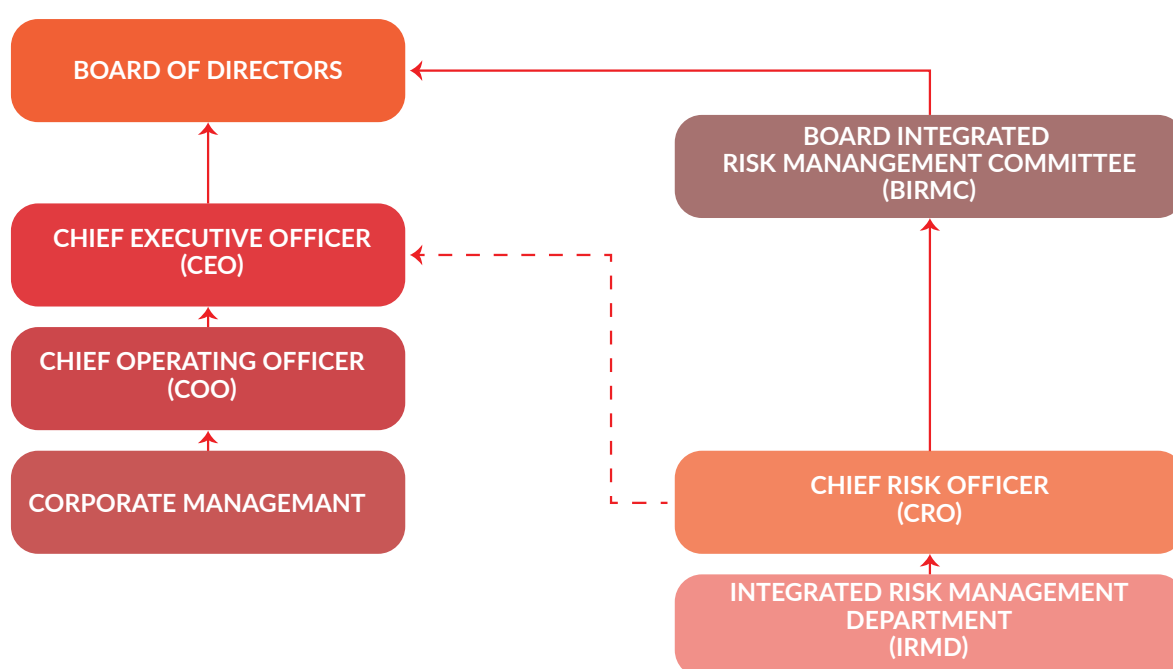 BOARD OF DIRECTORS
BOARD INTEGRATED
RISK MANANGEMENT COMMITTEE
(BIRMC)
CHIEF EXECUTIVE OFFICER
(CEO)
CHIEF OPERATING OFFICER
(COO)
CORPORATE MANAGEMANT
CHIEF RISK OFFICER
(CRO)
INTEGRATED RISK MANAGEMENT
DEPARTMENT
(IRMD)